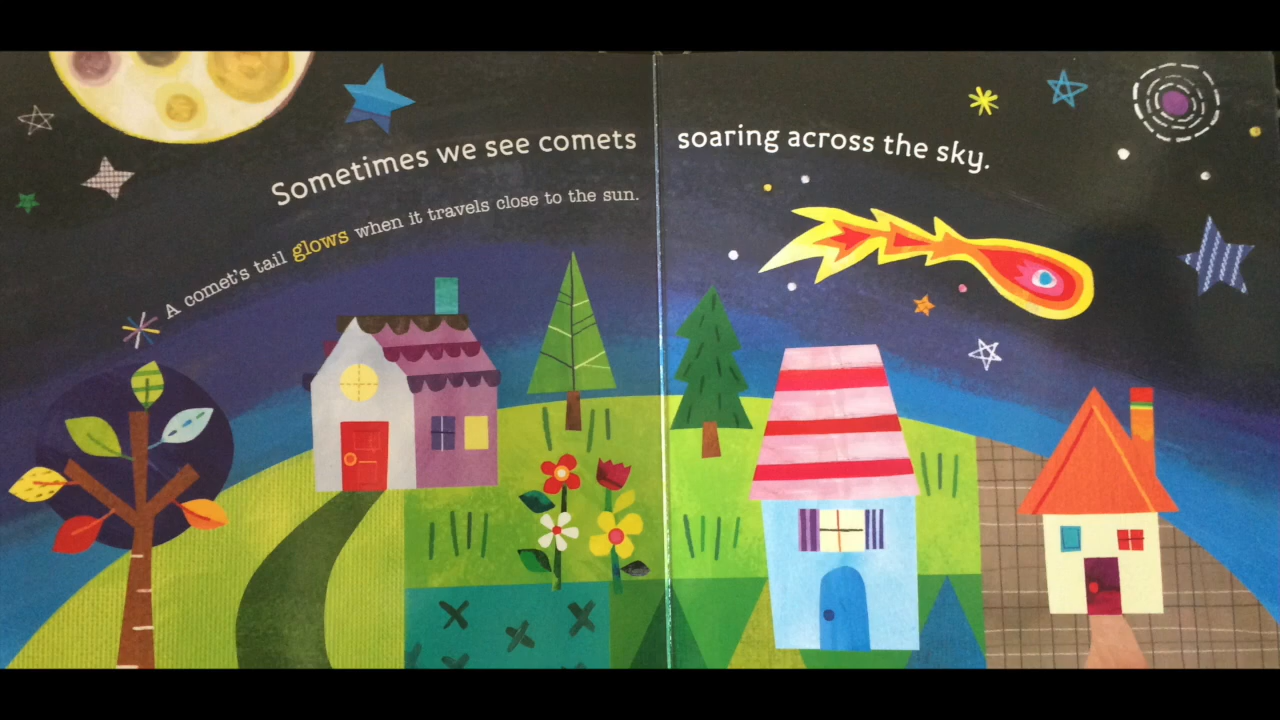 Sometimes we see comets soaring across the sky.
A comet's tail glows when it travels close to the sun.